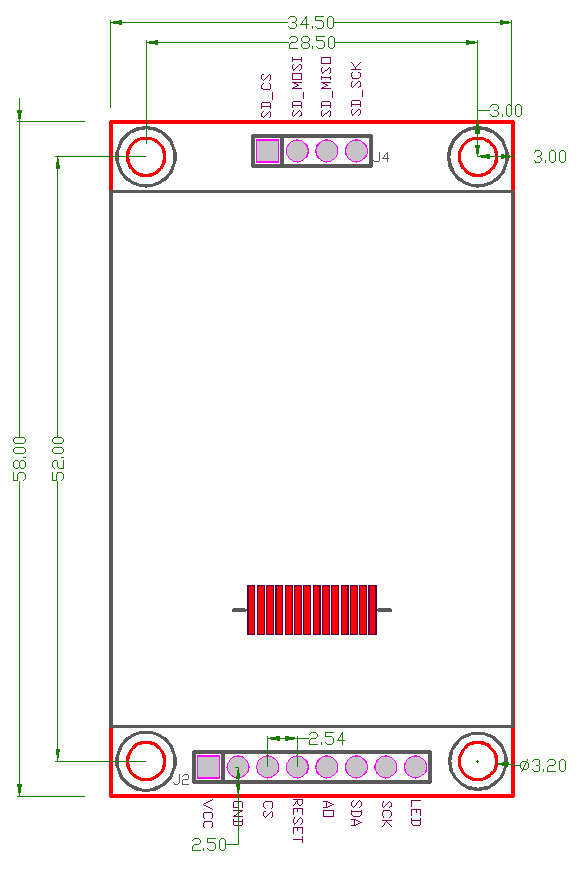 34.50
28.50
SD_CS
SD_MOSI
SD_MISO
SD_SCK
3.00
J4
3.00
58.00
52.00
2.54
J2
ø3.20
VCC
GND
CS
RESET
A0
SDA
SCK
LED
2.50